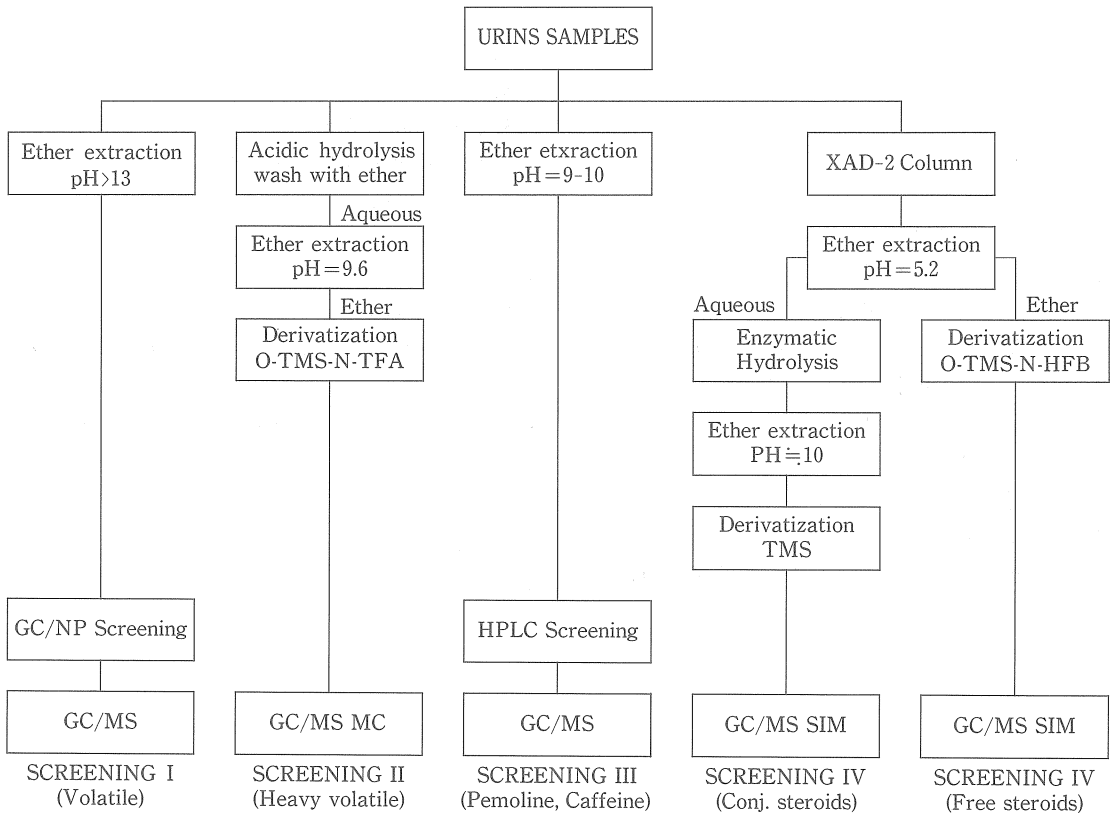 URINS SAMPLES
Ether extraction
pH>13
Acidic hydrolysis
wash with ether
Ether etxraction
pH=9-10
XAD-2 Column
Aqueous
Ether extraction
pH=9.6
Ether extraction
pH=5.2
Ether
Derivatization
O-TMS-N-TFA
Aqueous
Enzymatic
Hydrolysis
Ether
Derivatization
O-TMS-N-HFB
Ether extraction
PH≒10
Derivatization
TMS
GC/NP Screening
HPLC Screening
GC/MS
GC/MS MC
GC/MS
GC/MS SIM
GC/MS SIM
SCREENING I
(Volatile)
SCREENING II
(Heavy volatile)
SCREENING III
(Pemoline, Caffeine)
SCREENING IV
(Conj. steroids)
SCREENING IV
(Free steroids)